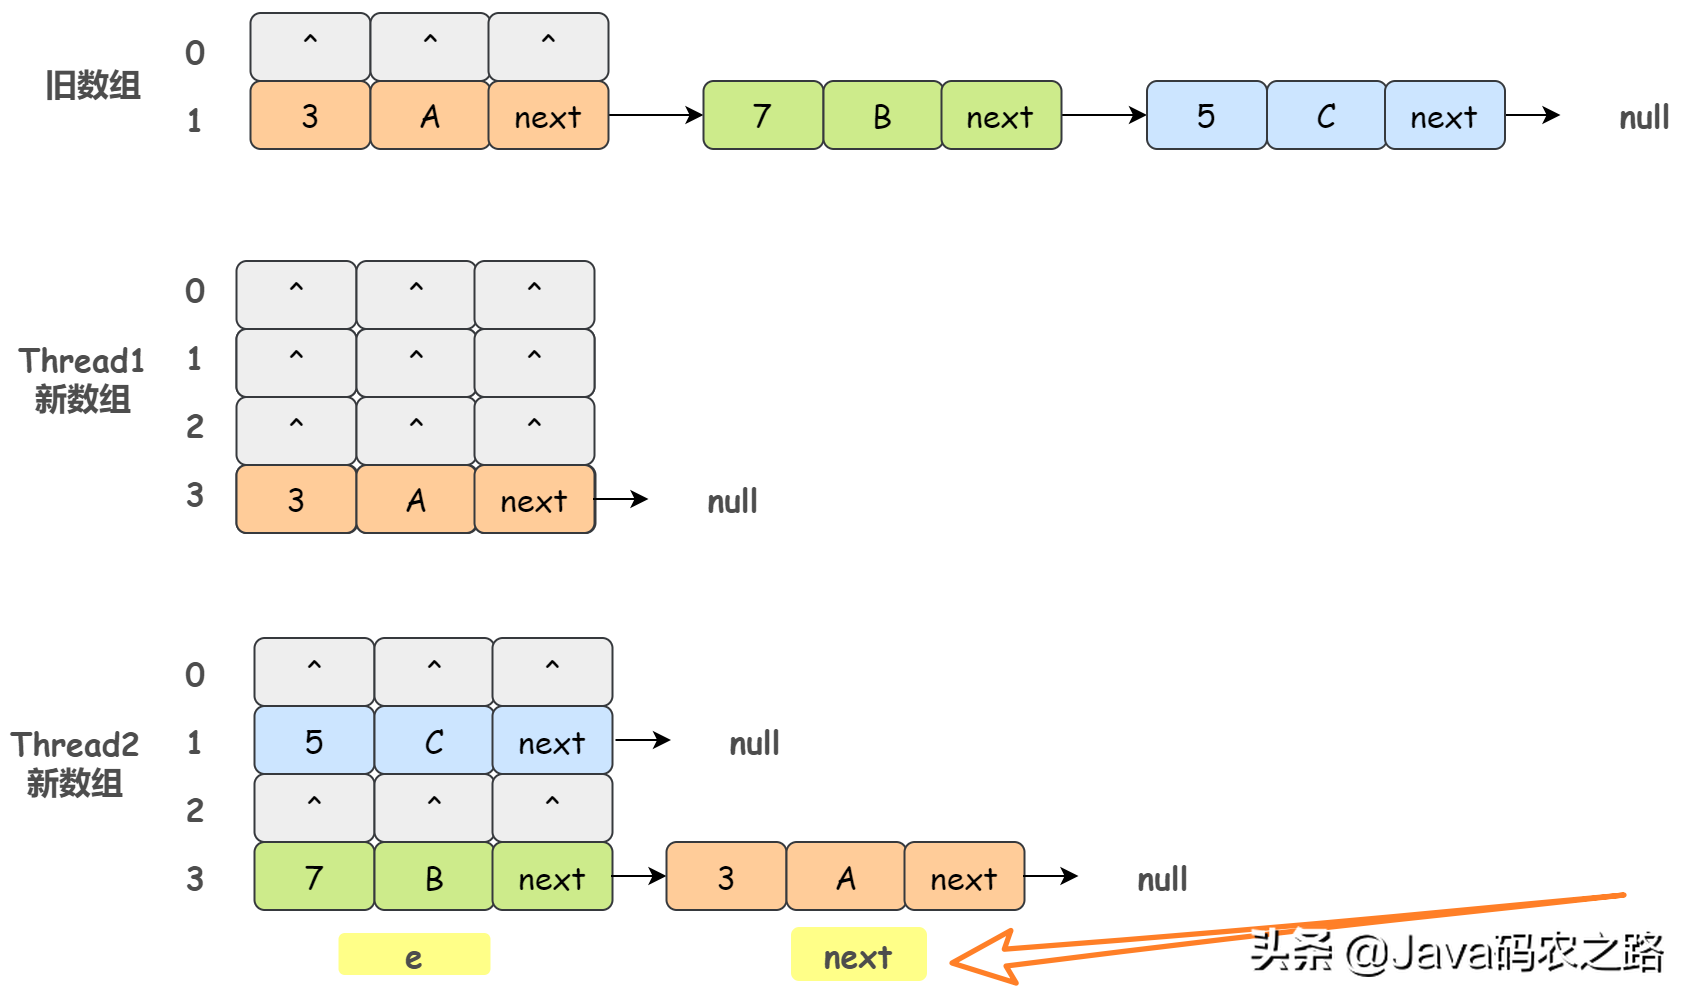 0 ^ ^ ^
旧数组
1 3 A next 7 B next 5 C next null
0 ^ ^ ^
Thread1
新数组
1 ^ ^ ^
2 ^ ^ ^
3 3 A next null
0 ^ ^ ^
Thread2
新数组
1 5 C next null
2 ^ ^ ^
3 7 B next 3 A next null
e next
头条 @Java码农之路